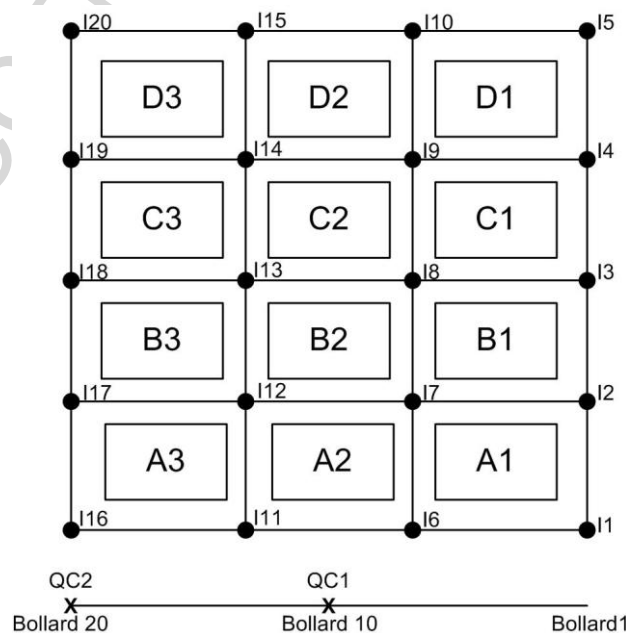 I20 I15 I10 I5
D3 D2 D1
I19 I14 I9 I4
C3 C2 C1
I18 I13 I8 I3
B3 B2 B1
I17 I12 I7 I2
A3 A2 A1
I16 I11 I6 I1
QC2 QC1
X X
Bollard 20 Bollard 10 Bollard1